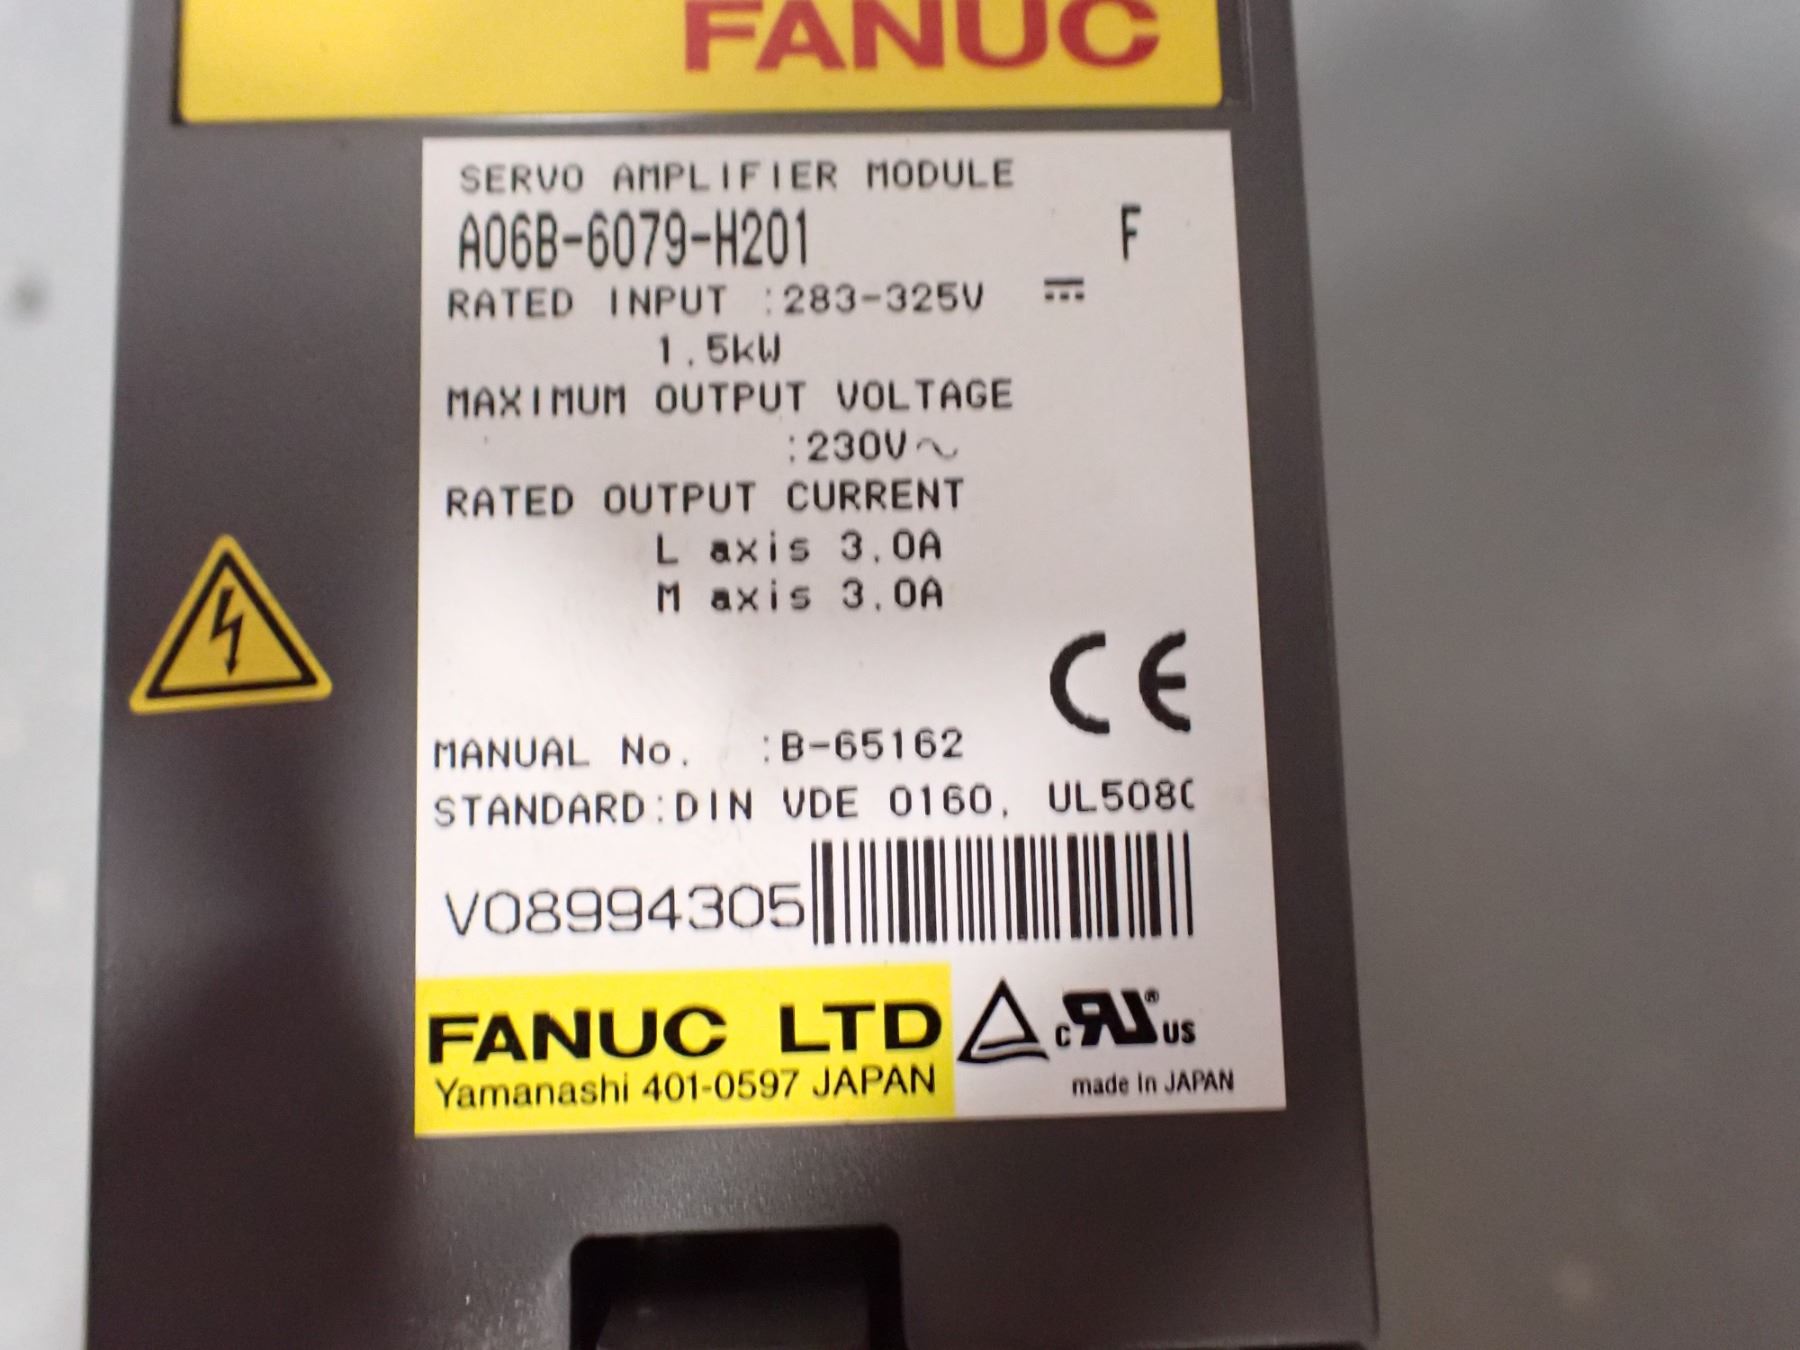 FANUC
SERVO AMPLIFIER MODULE
A06B-6079-H201 F
RATED INPUT :283-325V ⎓
1.5kW
MAXIMUM OUTPUT VOLTAGE
:230V~
RATED OUTPUT CURRENT
L axis 3.0A
M axis 3.0A
CE
MANUAL No. :B-65162
STANDARD:DIN VDE 0160, UL508C
V08994305
FANUC LTD
Yamanashi 401-0597 JAPAN
c RU ® US
made in JAPAN